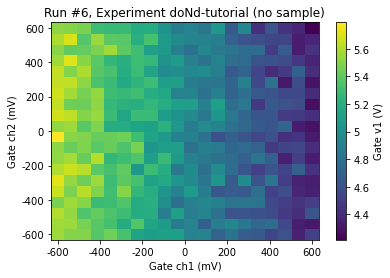 Run #6, Experiment doNd-tutorial (no sample)
600
400
200
0
-200
-400
-600
Gate ch2 (mV)
-600 -400 -200 0 200 400 600
Gate ch1 (mV)
5.6
5.4
5.2
5
4.8
4.6
4.4
Gate v1 (V)